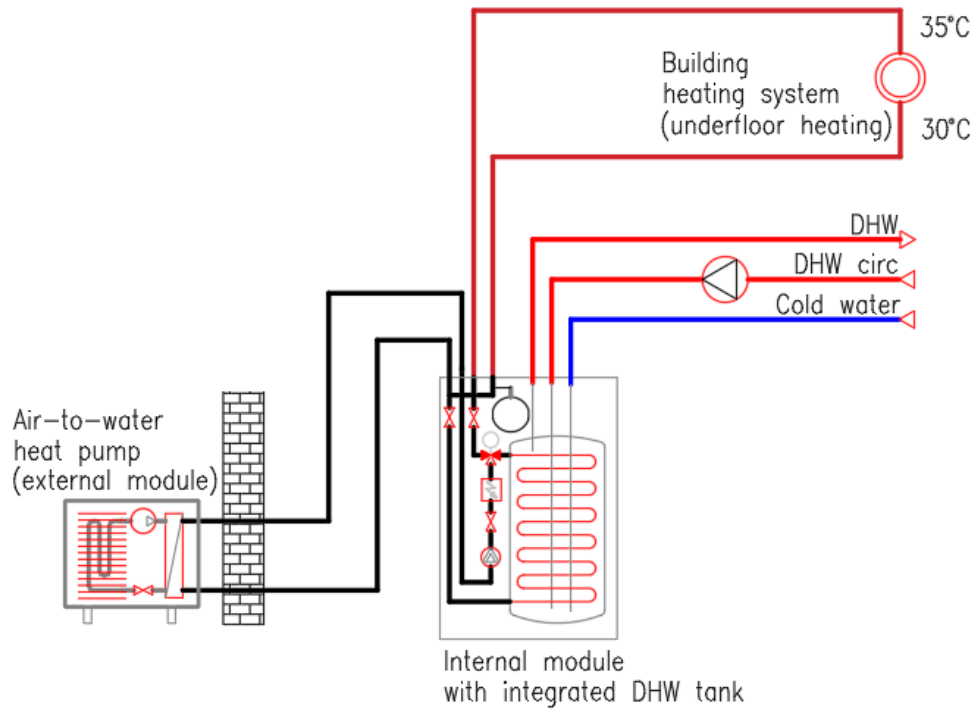 35°C
Building
heating system
(underfloor heating)
30°C
DHW
DHW circ
Cold water
Air-to-water
heat pump
(external module)
Internal module
with integrated DHW tank